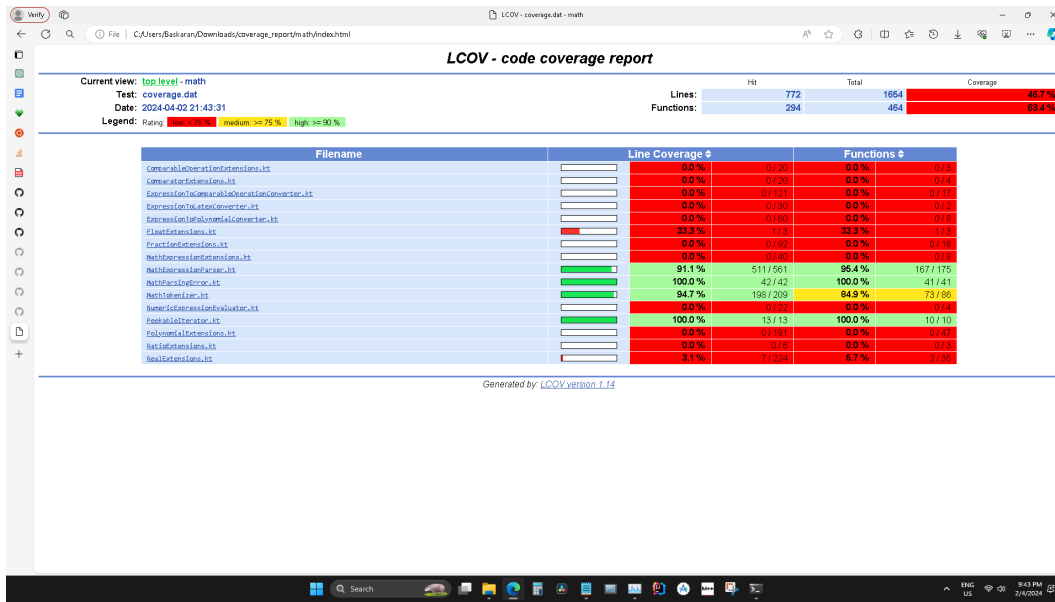 Verify
LCOV - coverage.dat - math
File | C:/Users/Baskaran/Downloads/coverage_report/math/index.html
LCOV - code coverage report
Current view: top level - math Hit Total Coverage
Test: coverage.dat Lines: 772 1654 46.7 %
Date: 2024-04-02 21:43:31 Functions: 294 464 63.4 %
Legend: Rating: low: < 75 % medium: >= 75 % high: >= 90 %
Filename Line Coverage Functions
ComparableOperationExtensions.kt 0.0 % 0 / 20 0.0 % 0 / 3
ComparatorExtensions.kt 0.0 % 0 / 20 0.0 % 0 / 4
ExpressionToComparableOperationConverter.kt 0.0 % 0 / 121 0.0 % 0 / 17
ExpressionToLatexConverter.kt 0.0 % 0 / 30 0.0 % 0 / 2
ExpressionToPolynomialConverter.kt 0.0 % 0 / 60 0.0 % 0 / 8
FloatExtensions.kt 33.3 % 1 / 3 33.3 % 1 / 3
FractionExtensions.kt 0.0 % 0 / 92 0.0 % 0 / 18
MathExpressionExtensions.kt 0.0 % 0 / 40 0.0 % 0 / 8
MathExpressionParser.kt 91.1 % 511 / 561 95.4 % 167 / 175
MathParsingError.kt 100.0 % 42 / 42 100.0 % 41 / 41
MathTokenizer.kt 94.7 % 198 / 209 84.9 % 73 / 86
NumericExpressionEvaluator.kt 0.0 % 0 / 22 0.0 % 0 / 4
PeekableIterator.kt 100.0 % 13 / 13 100.0 % 10 / 10
PolynomialExtensions.kt 0.0 % 0 / 191 0.0 % 0 / 47
RatioExtensions.kt 0.0 % 0 / 6 0.0 % 0 / 3
RealExtensions.kt 3.1 % 7 / 224 5.7 % 2 / 35
Generated by: LCOV version 1.14
Search
ENG
US
9:43 PM
2/4/2024